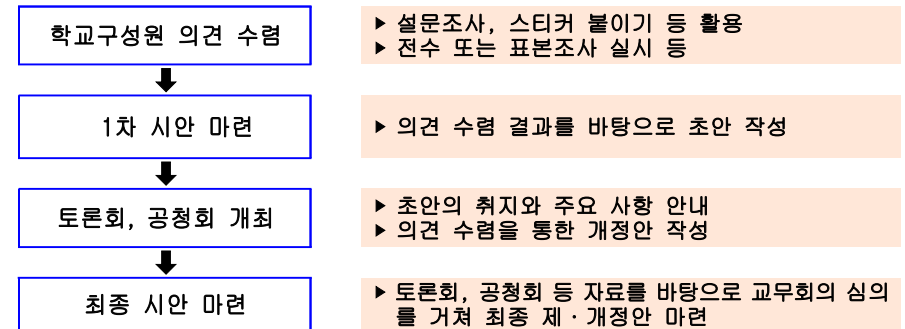 학교구성원 의견 수렴
▶ 설문조사, 스티커 붙이기 등 활용
▶ 전수 또는 표본조사 실시 등
1차 시안 마련
▶ 의견 수렴 결과를 바탕으로 초안 작성
토론회, 공청회 개최
▶ 초안의 취지와 주요 사항 안내
▶ 의견 수렴을 통한 개정안 작성
최종 시안 마련
▶ 토론회, 공청회 등 자료를 바탕으로 교무회의 심의
를 거쳐 최종 제·개정안 마련